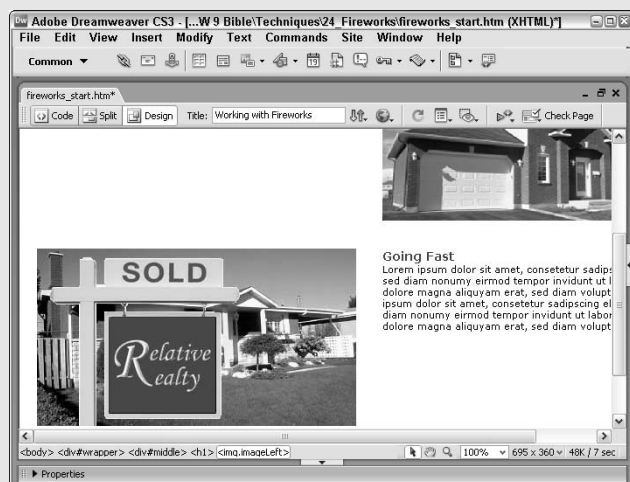 Dw Adobe Dreamweaver CS3 - [...W 9 Bible\Techniques\24_Fireworks\fireworks_start.htm (XHTML)*]
File Edit View Insert Modify Text Commands Site Window Help
Common
19
fireworks_start.htm*
Code Split Design Title: Working with Fireworks Check Page
SOLD
Relative
Realty
Going Fast
Lorem ipsum dolor sit amet, consetetur sadips
sed diam nonumy eirmod tempor invidunt ut l
dolore magna aliquyam erat, sed diam volupt
ipsum dolor sit amet, consetetur sadipscing el
diam nonumy eirmod tempor invidunt ut labor
dolore magna aliquyam erat, sed diam volupt
<body> <div#wrapper> <div#middle> <h1> <img.imageLeft> 100% 695 x 360 48K / 7 sec
Properties